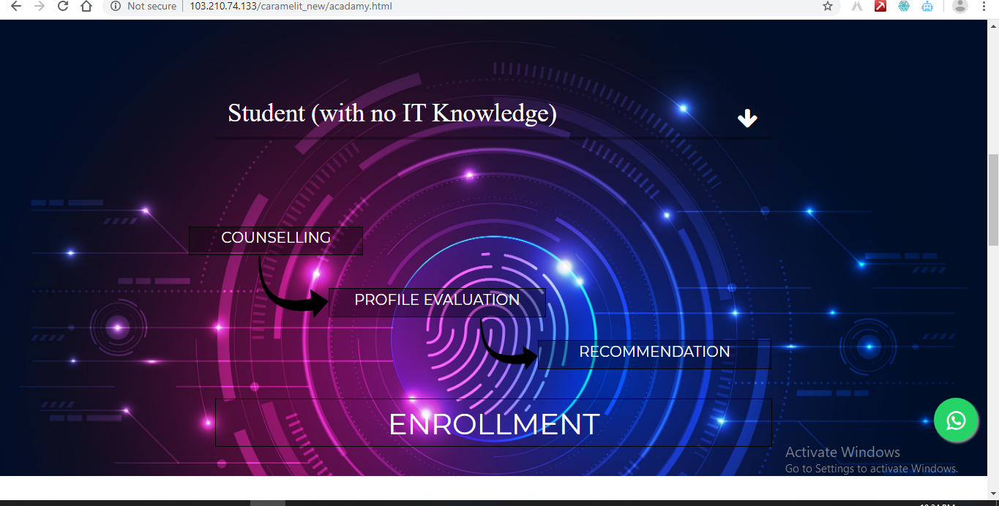 Not secure
103.210.74.133/caramelit_new/acadamy.html
Student (with no IT Knowledge)
COUNSELLING
PROFILE EVALUATION
RECOMMENDATION
ENROLLMENT
Activate Windows
Go to Settings to activate Windows.